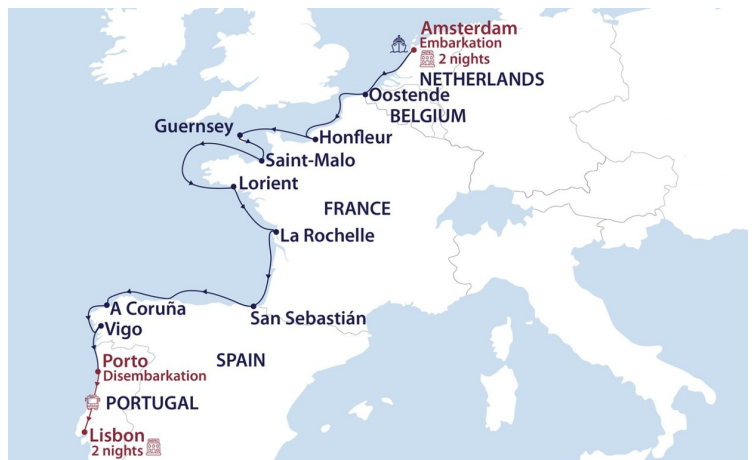 Amsterdam
Embarkation
2 nights
NETHERLANDS
Oostende
BELGIUM
Guernsey
Honfleur
Saint-Malo
Lorient
FRANCE
La Rochelle
A Coruña
San Sebastián
Vigo
SPAIN
Porto
Disembarkation
PORTUGAL
Lisbon
2 nights